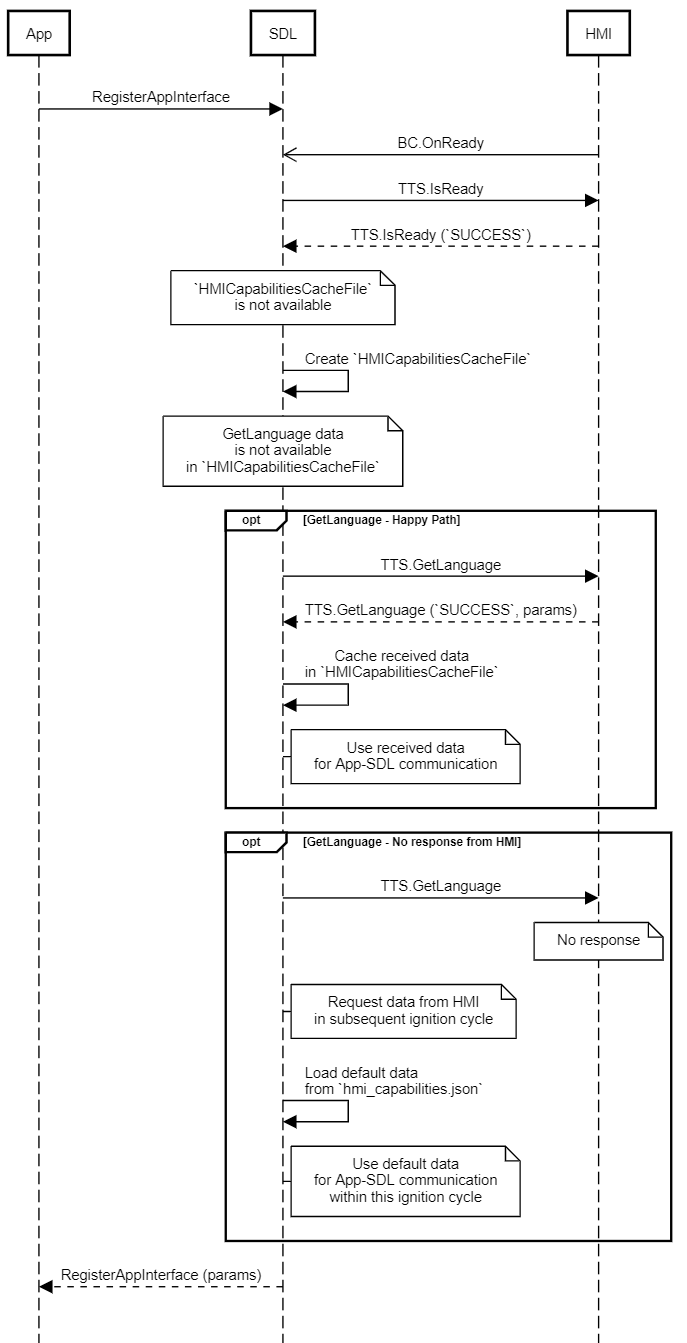 App
SDL
HMI
RegisterAppInterface
BC.OnReady
TTS.IsReady
TTS.IsReady (`SUCCESS`)
`HMICapabilitiesCacheFile`
is not available
Create `HMICapabilitiesCacheFile`
GetLanguage data
is not available
in `HMICapabilitiesCacheFile`
opt
[GetLanguage - Happy Path]
TTS.GetLanguage
TTS.GetLanguage (`SUCCESS`, params)
Cache received data
in `HMICapabilitiesCacheFile`
Use received data
for App-SDL communication
opt
[GetLanguage - No response from HMI]
TTS.GetLanguage
No response
Request data from HMI
in subsequent ignition cycle
Load default data
from `hmi_capabilities.json`
Use default data
for App-SDL communication
within this ignition cycle
RegisterAppInterface (params)